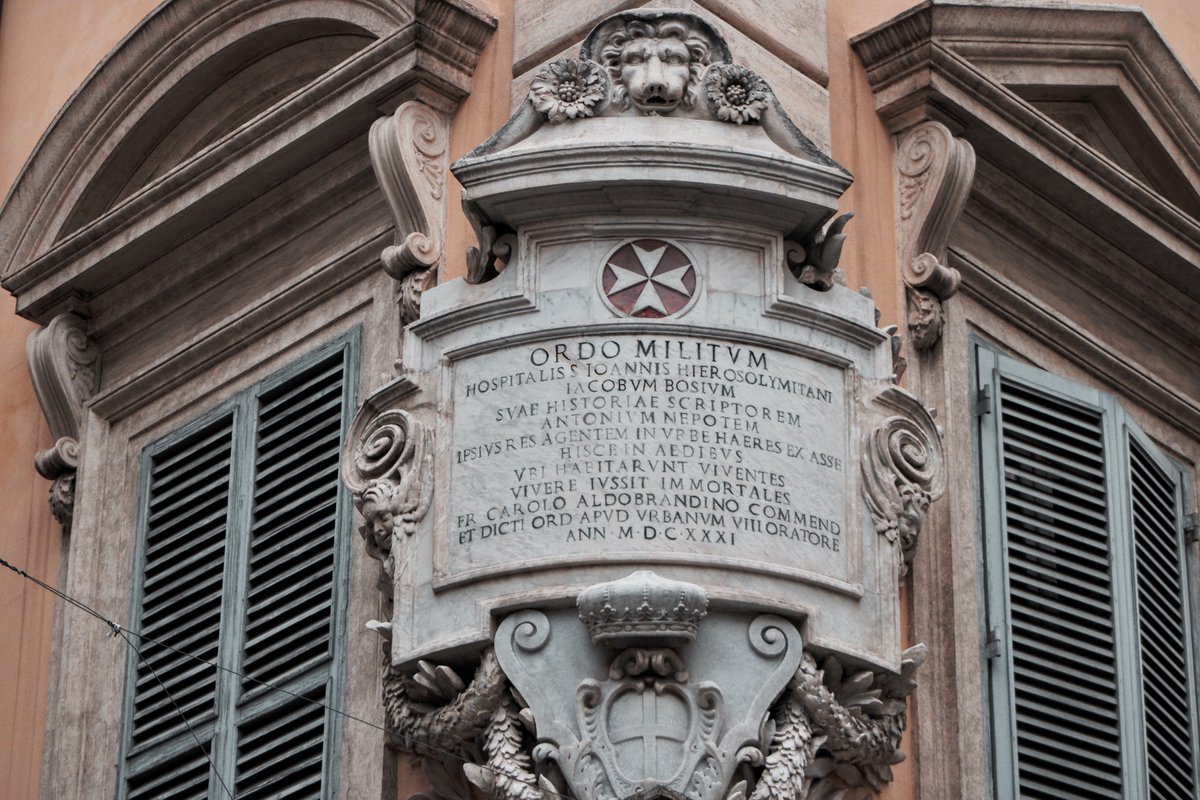 ORDO MILITVM
HOSPITALIS S IOANNIS HIEROSOLYMITANI
IACOBVM BOSIVM
SVAE HISTORIAE SCRIPTOREM
ANTONIVM NEPOTEM
IPSIVS RES AGENTEM IN VRBE HAERES EX ASSE
HISCE IN AEDIBVS
VBI HABITARVNT VIVENTES
VIVERE IVSSIT IMMORTALES
FR CAROLO ALDOBRANDINO COMMEND
ET DICTI ORD APVD VRBANVM VIII ORATORE
ANN · M · D · C · XXXI